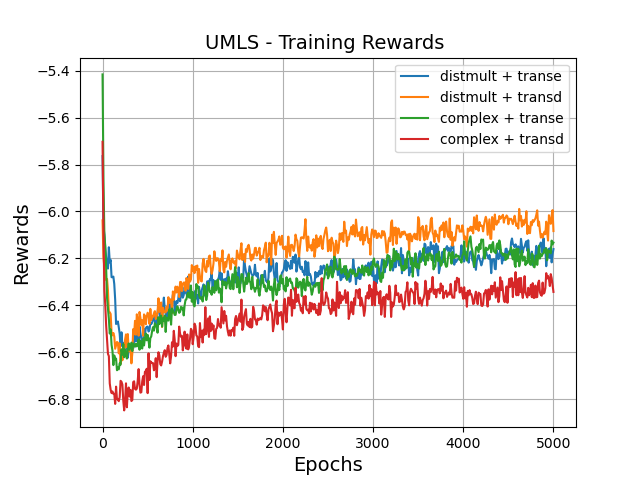 UMLS - Training Rewards
distmult + transe
distmult + transd
complex + transe
complex + transd
Rewards
−5.4
−5.6
−5.8
−6.0
−6.2
−6.4
−6.6
−6.8
0 1000 2000 3000 4000 5000
Epochs